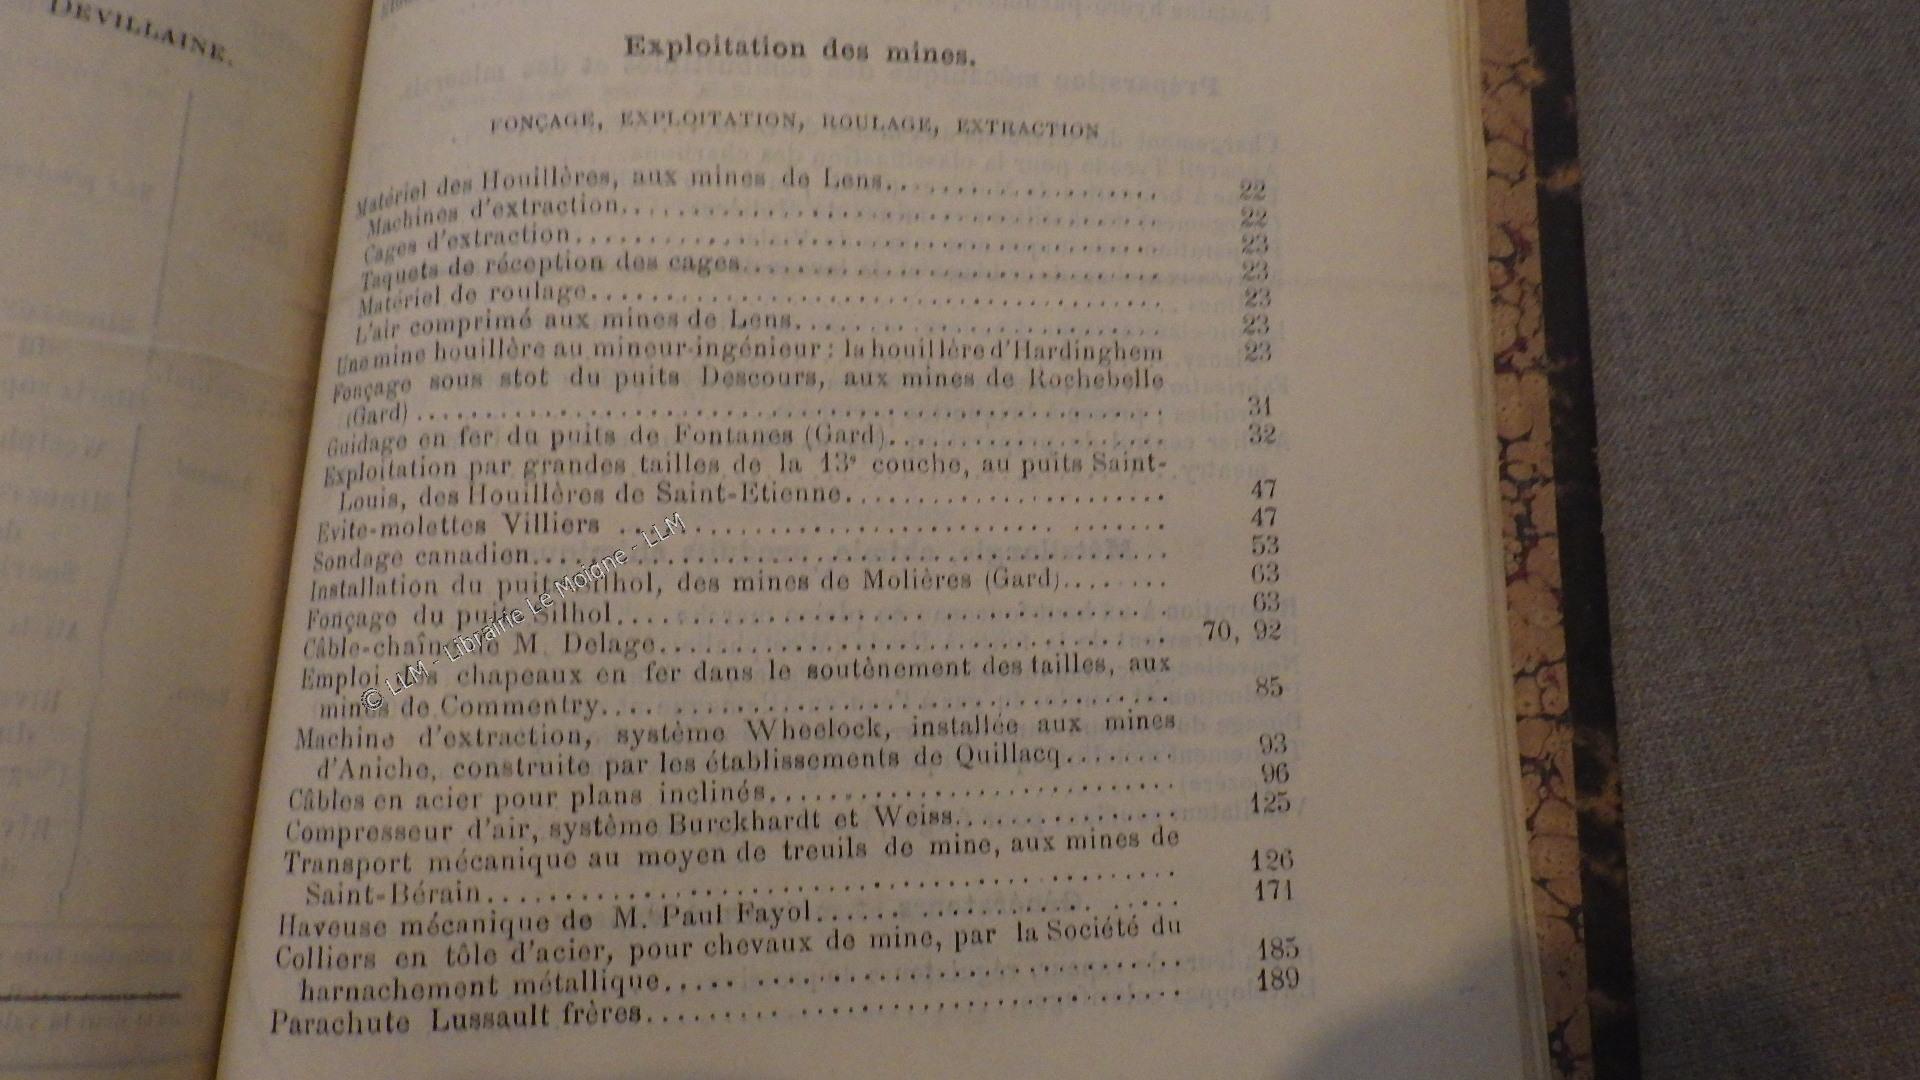 DEVILLAINE.
Exploitation des mines.
FONÇAGE, EXPLOITATION, ROULAGE, EXTRACTION
Matériel des Houillères, aux mines de Lens. 22
Machines d'extraction. 22
Cages d'extraction 23
Taquets de réception des cages. 23
Matériel de roulage. 23
L'air comprimé aux mines de Lens. 23
Une mine houillère au mineur-ingénieur : la houillère d'Hardinghem 23
Fonçage sous stot du puits Descours, aux mines de Rochebelle
(Gard) 31
Guidage en fer du puits de Fontanes (Gard). 32
Exploitation par grandes tailles de la 13e couche, au puits Saint-
Louis, des Houillères de Saint-Etienne. 47
Evite-molettes Villiers 47
Sondage canadien. 53
Installation du puits Silhol, des mines de Molières (Gard). 63
Fonçage du puits Silhol. 63
Câble-chaîne de M. Delage. 70, 92
Emploi des chapeaux en fer dans le soutènement des tailles, aux
mines de Commentry. 85
Machine d'extraction, système Wheelock, installée aux mines
d'Aniche, construite par les établissements de Quillacq. 93
Câbles en acier pour plans inclinés. 96
Compresseur d'air, système Burckhardt et Weiss. 125
Transport mécanique au moyen de treuils de mine, aux mines de
Saint-Bérain. 126
Haveuse mécanique de M. Paul Fayol. 171
Colliers en tôle d'acier, pour chevaux de mine, par la Société du
harnachement métallique. 185
Parachute Lussault frères. 189
© LLM - Librairie Le Moigne - LLM